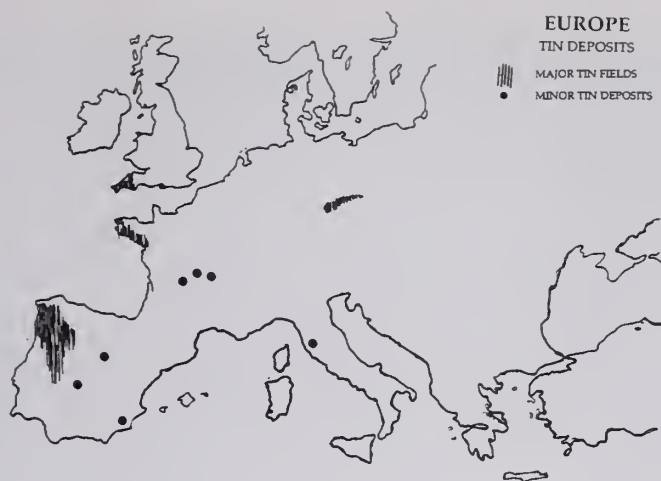 EUROPE
TIN DEPOSITS
MAJOR TIN FIELDS
MINOR TIN DEPOSITS